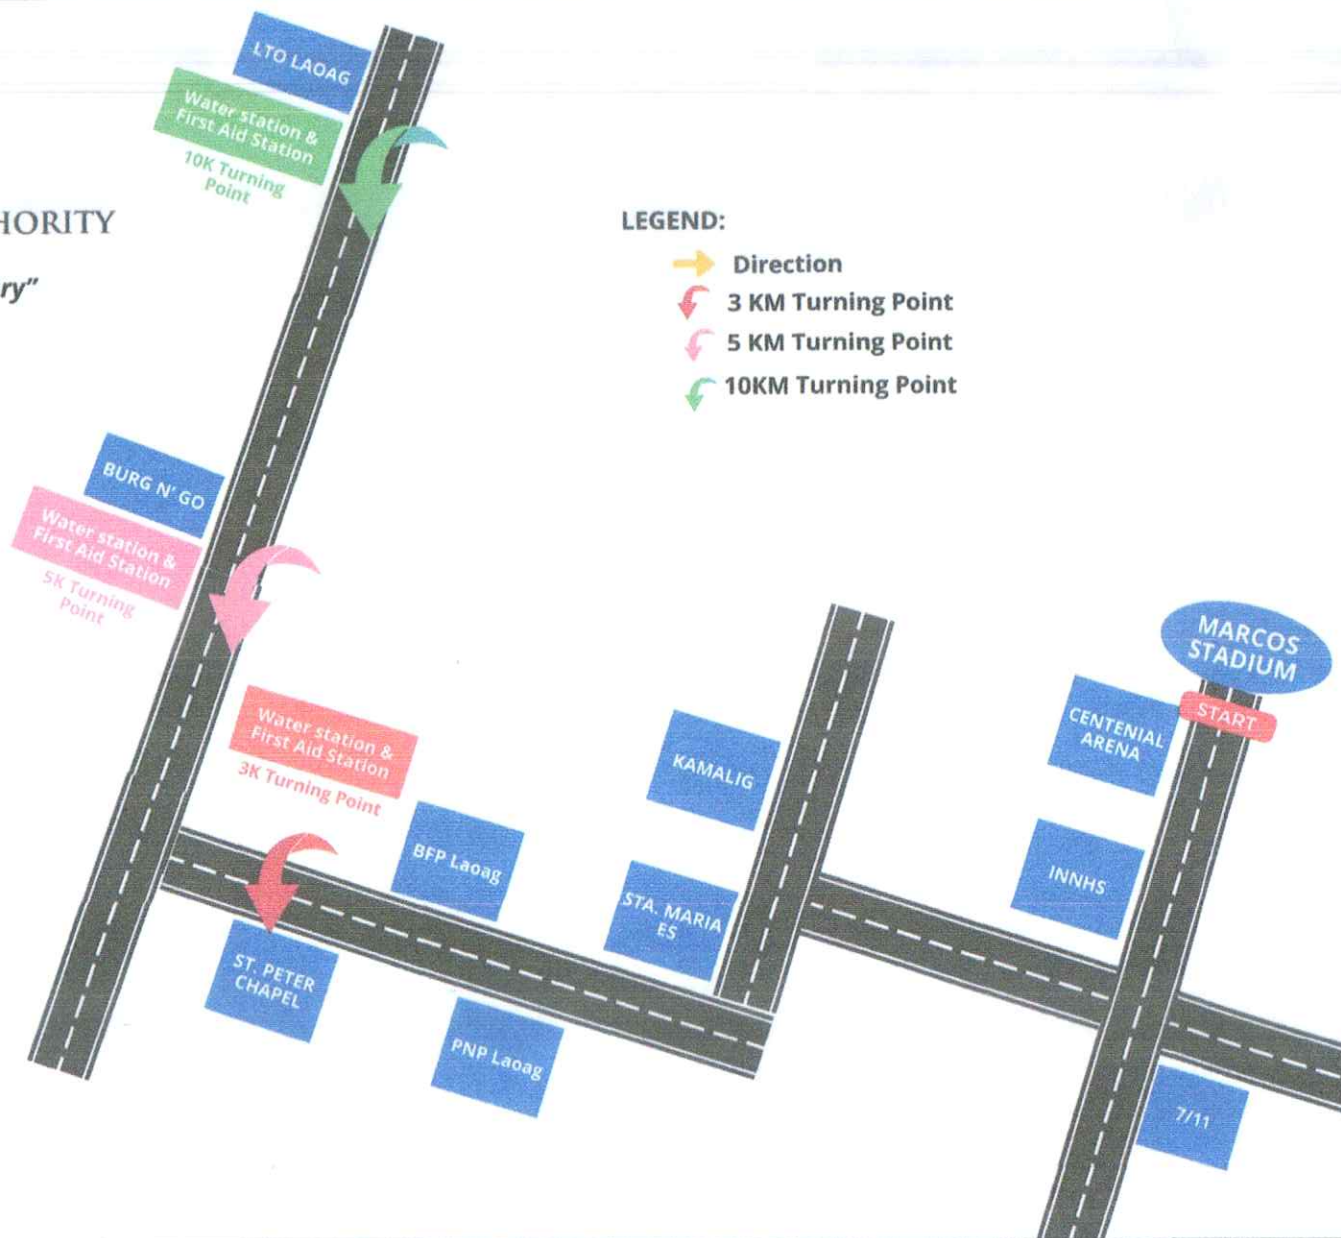 LTO LAOAG
Water station &
First Aid Station
10K Turning
Point
HORITY
ry"
LEGEND:
Direction
3 KM Turning Point
5 KM Turning Point
10KM Turning Point
BURG N' GO
Water station &
First Aid Station
5K Turning
Point
Water station &
First Aid Station
3K Turning Point
BFP Laoag
ST. PETER
CHAPEL
PNP Laoag
KAMALIG
STA. MARIA
ES
MARCOS
STADIUM
START
CENTENIAL
ARENA
INNHS
7/11